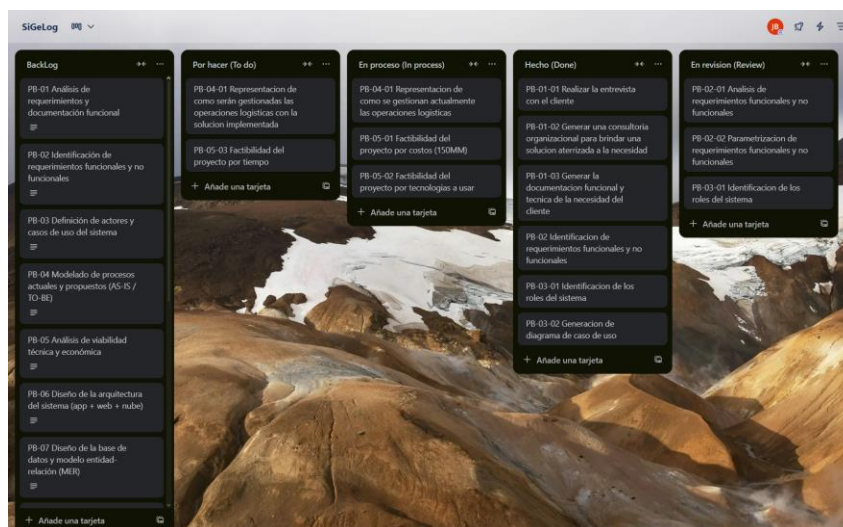 SiGeLog
JB
BackLog
PB-01 Análisis de
requerimientos y
documentación funcional
PB-02 Identificación de
requerimientos funcionales y no
funcionales
PB-03 Definición de actores y
casos de uso del sistema
PB-04 Modelado de procesos
actuales y propuestos (AS-IS /
TO-BE)
PB-05 Análisis de viabilidad
técnica y económica
PB-06 Diseño de la arquitectura
del sistema (app + web + nube)
PB-07 Diseño de la base de
datos y modelo entidad-
relación (MER)
+ Añade una tarjeta
Por hacer (To do)
PB-04-01 Representacion de
como serán gestionadas las
operaciones logisticas con la
solucion implementada
PB-05-03 Factibilidad del
proyecto por tiempo
+ Añade una tarjeta
En proceso (In process)
PB-04-01 Representacion de
como se gestionan actualmente
las operaciones logisticas
PB-05-01 Factibilidad del
proyecto por costos (150MM)
PB-05-02 Factibilidad del
proyecto por tecnologias a usar
+ Añade una tarjeta
Hecho (Done)
PB-01-01 Realizar la entrevista
con el cliente
PB-01-02 Generar una consultoria
organizacional para brindar una
solucion aterrizada a la necesidad
PB-01-03 Generar la
documentacion funcional y
tecnica de la necesidad del
cliente
PB-02 Identificacion de
requerimientos funcionales y no
funcionales
PB-03-01 Identificacion de los
roles del sistema
PB-03-02 Generacion de
diagrama de caso de uso
+ Añade una tarjeta
En revision (Review)
PB-02-01 Analisis de
requerimientos funcionales y no
funcionales
PB-02-02 Parametrizacion de
requerimientos funcionales y no
funcionales
PB-03-01 Identificacion de los
roles del sistema
+ Añade una tarjeta